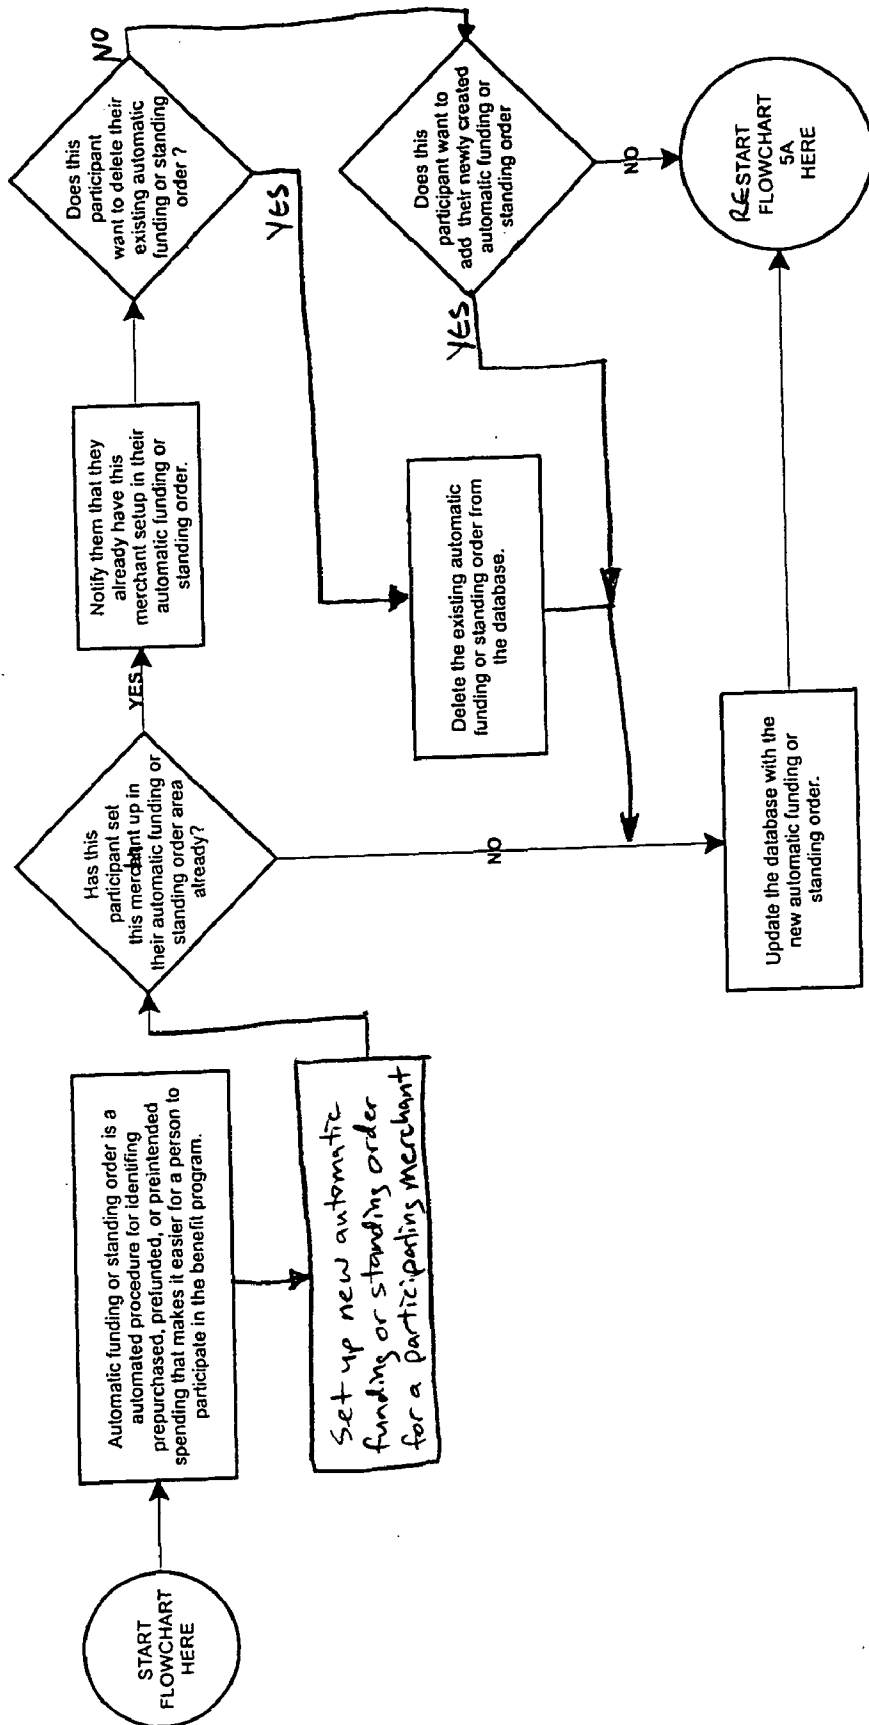 START
FLOWCHART
HERE
Automatic funding or standing order is a
automated procedure for identifing
prepurchased, prefunded, or preintended
spending that makes it easier for a person to
participate in the benefit program.
Set up new automatic
funding or standing order
for a participating merchant
Has this
participant set
this merchant up in
their automatic funding or
standing order area
already?
YES
NO
Notify them that they
already have this
merchant setup in their
automatic funding or
standing order.
Does this
participant
want to delete their
existing automatic
funding or standing
order ?
NO
YES
Delete the existing automatic
funding or standing order from
the database.
Does this
participant want to
add their newly created
automatic funding or
standing order
YES
NO
Update the database with the
new automatic funding or
standing order.
RESTART
FLOWCHART
5A
HERE